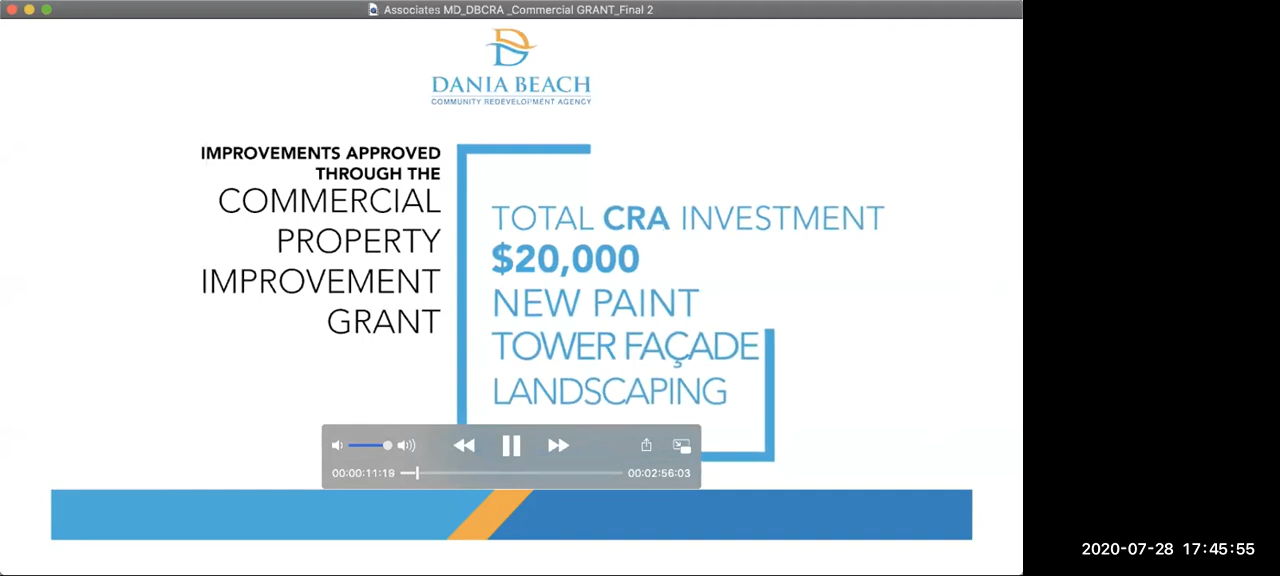 Associates MD_DBCRA _Commercial GRANT_Final 2
DANIA BEACH
COMMUNITY REDEVELOPMENT AGENCY
IMPROVEMENTS APPROVED
THROUGH THE
COMMERCIAL
PROPERTY
IMPROVEMENT
GRANT
TOTAL CRA INVESTMENT
$20,000
NEW PAINT
TOWER FAÇADE
LANDSCAPING
00:00:11:19
00:02:56:03
2020-07-28 17:45:55